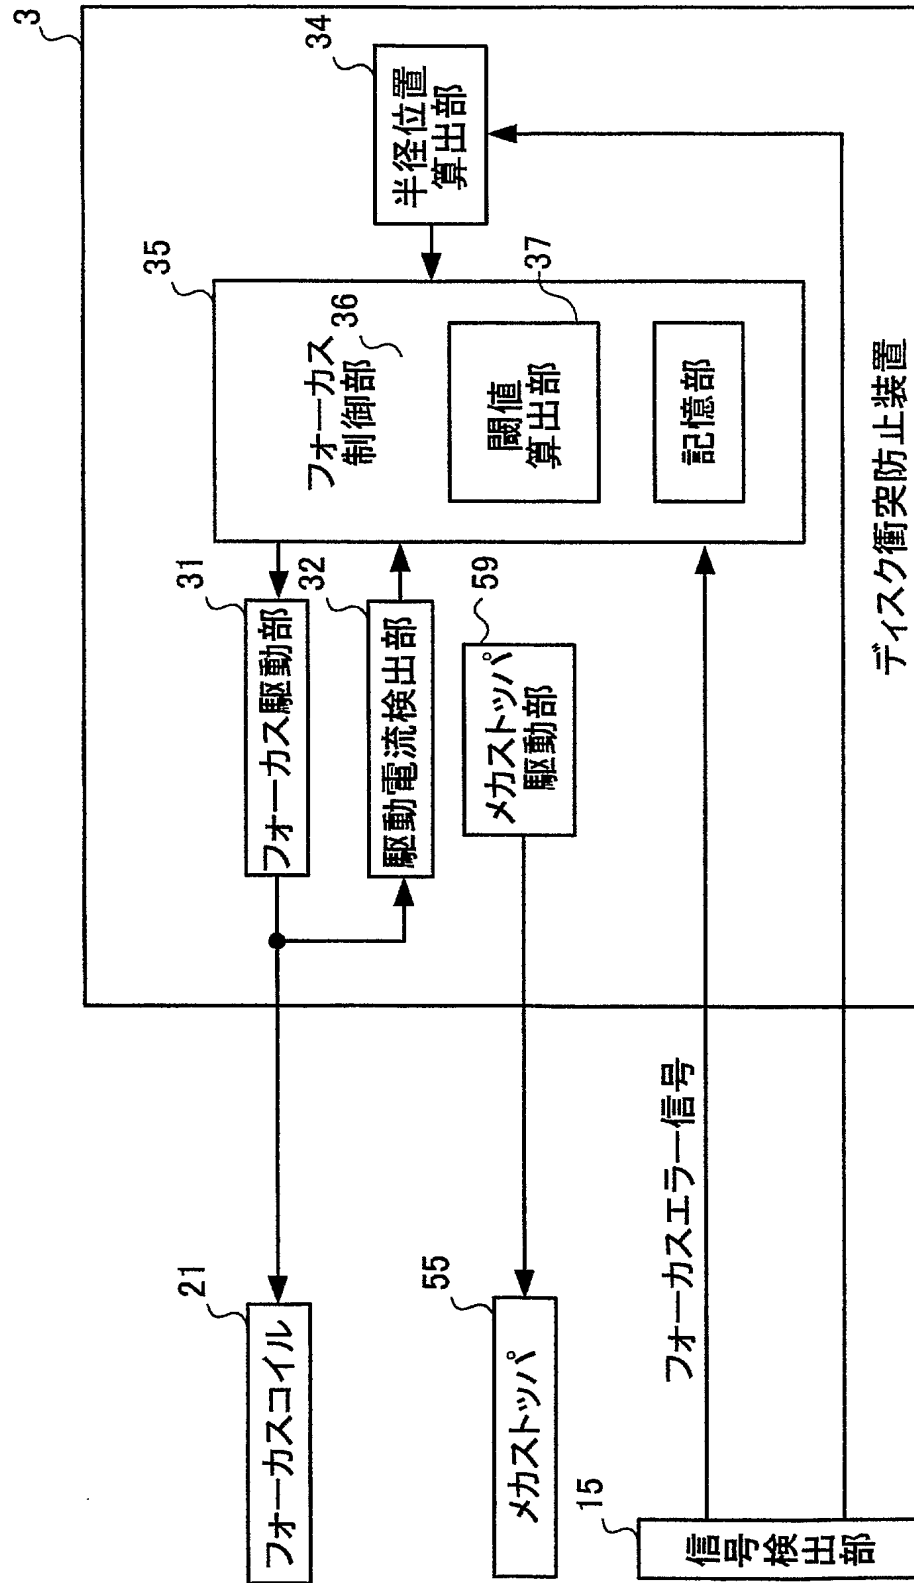 3
21
フォーカスコイル
31
フォーカス駆動部
32
駆動電流検出部
35
フォーカス
制御部
36
閾値
算出部
37
記憶部
34
半径位置
算出部
55
メカストッパ
59
メカストッパ
駆動部
15
信号検出部
フォーカスエラー信号
ディスク衝突防止装置